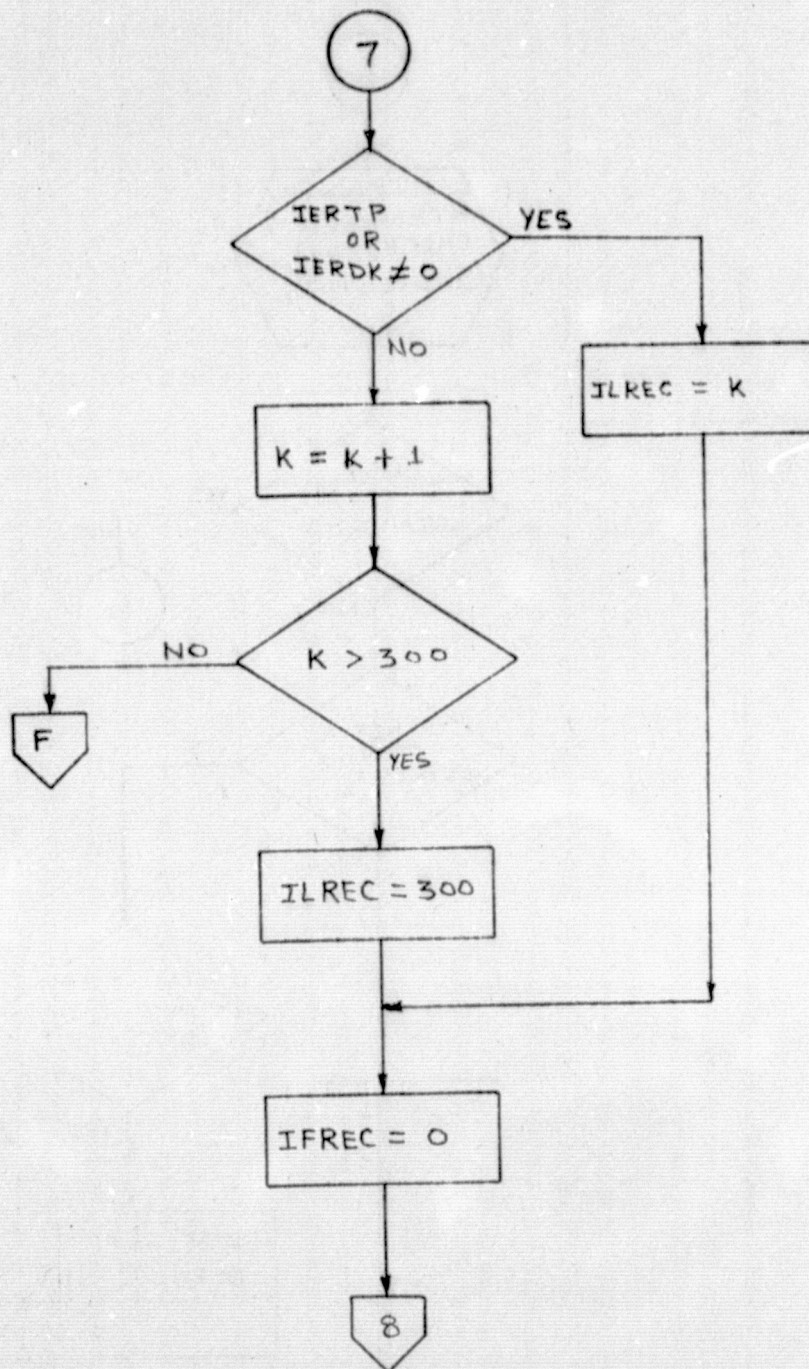 7
IERTP
OR
IERDK ≠ 0
YES
NO
ILREC = K
K = K + 1
K > 300
NO
F
YES
ILREC = 300
IFREC = 0
8